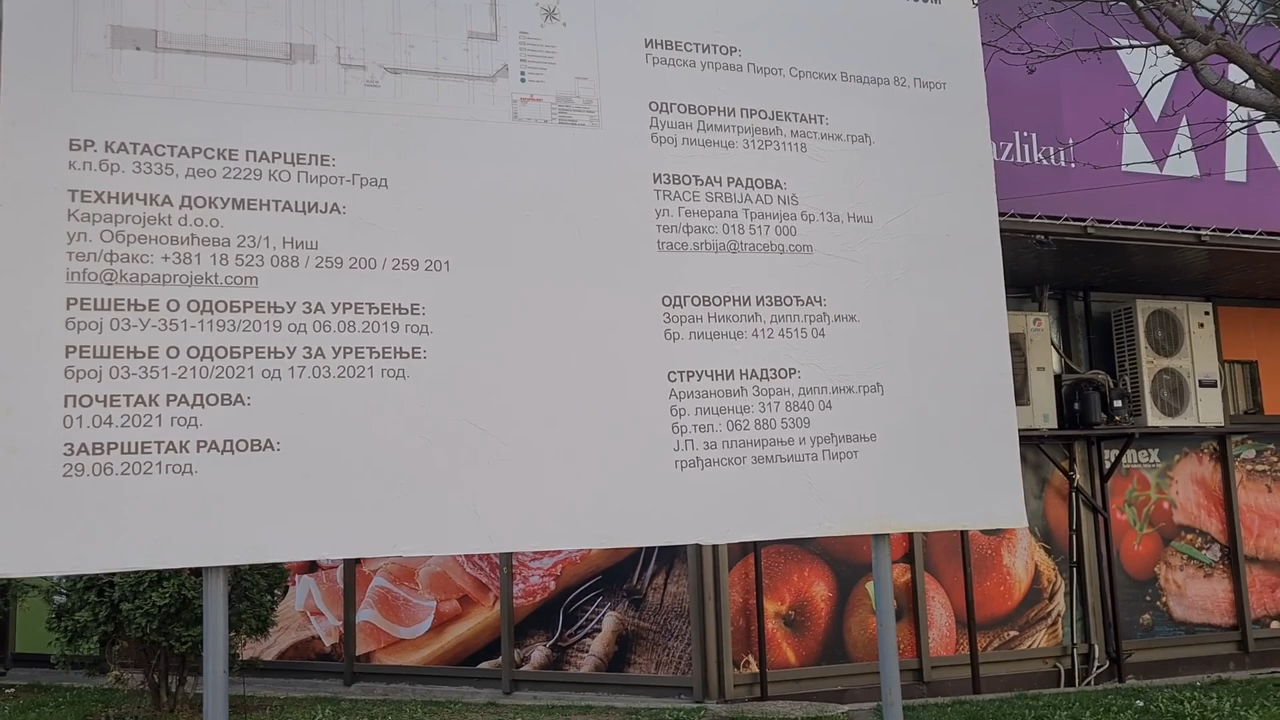 БР. КАТАСТАРСКЕ ПАРЦЕЛЕ:
к.п.бр. 3335, део 2229 КО Пирот-Град
ТЕХНИЧКА ДОКУМЕНТАЦИЈА:
Kapaprojekt d.o.o.
ул. Обреновићева 23/1, Ниш
тел/факс: +381 18 523 088 / 259 200 / 259 201
info@kapaprojekt.com
РЕШЕЊЕ О ОДОБРЕЊУ ЗА УРЕЂЕЊЕ:
број 03-У-351-1193/2019 од 06.08.2019 год.
РЕШЕЊЕ О ОДОБРЕЊУ ЗА УРЕЂЕЊЕ:
број 03-351-210/2021 од 17.03.2021 год.
ПОЧЕТАК РАДОВА:
01.04.2021 год.
ЗАВРШЕТАК РАДОВА:
29.06.2021год.
ИНВЕСТИТОР:
Градска управа Пирот, Српских Владара 82, Пирот
ОДГОВОРНИ ПРОЈЕКТАНТ:
Душан Димитријевић, маст.инж.грађ.
број лиценце: 312Р31118
ИЗВОЂАЧ РАДОВА:
TRACE SRBIJA AD NIŠ
ул. Генерала Транијеа бр.13а, Ниш
тел/факс: 018 517 000
trace.srbija@tracebg.com
ОДГОВОРНИ ИЗВОЂАЧ:
Зоран Николић, дипл.грађ.инж.
бр. лиценце: 412 4515 04
СТРУЧНИ НАДЗОР:
Аризановић Зоран, дипл.инж.грађ
бр. лиценце: 317 8840 04
бр.тел.: 062 880 5309
Ј.П. за планирање и уређивање
грађанског земљишта Пирот
azliku!